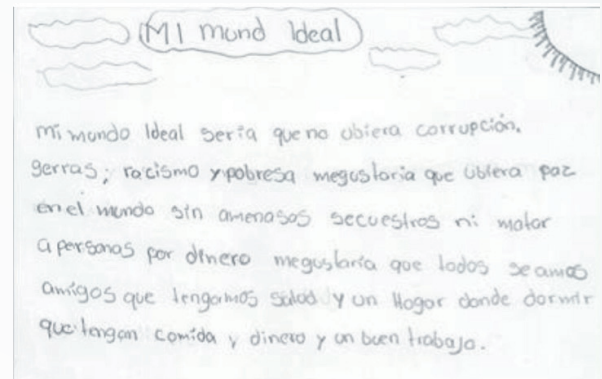 MI mund Ideal
mi mundo Ideal seria que no ubiera corrupción.
gerras; racismo y pobresa megustaria que ubiera paz
en el mundo sin amenasas secuestros ni matar
a personas por dinero megustaría que todos seamos
amigos que tengamos salud y un Hogar donde dormir
que tengan comida y dinero y un buen trabajo.